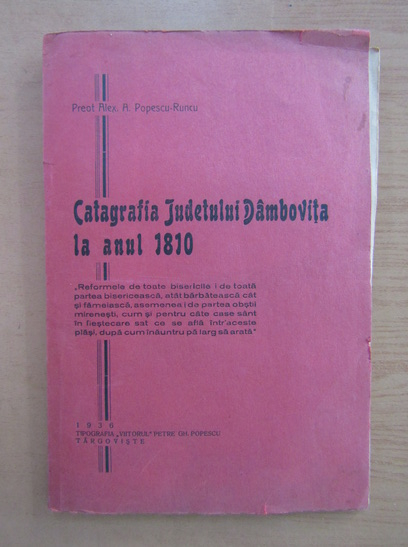 Preot Alex. A. Popescu-Runcu
Catagrafia Judetului Dâmbovița
la anul 1810
„Reformele de toate bisericile i de toată
partea bisericească, atât bărbătească cât
și fămeiască, asemenea i de partea obștii
mirenești, cum și pentru câte case sânt
în fieștecare sat ce se află într'aceste
plăși, după cum înăuntru pă larg să arată"
1936
TIPOGRAFIA „VIITORUL" PETRE GH. POPESCU
TÂRGOVIȘTE